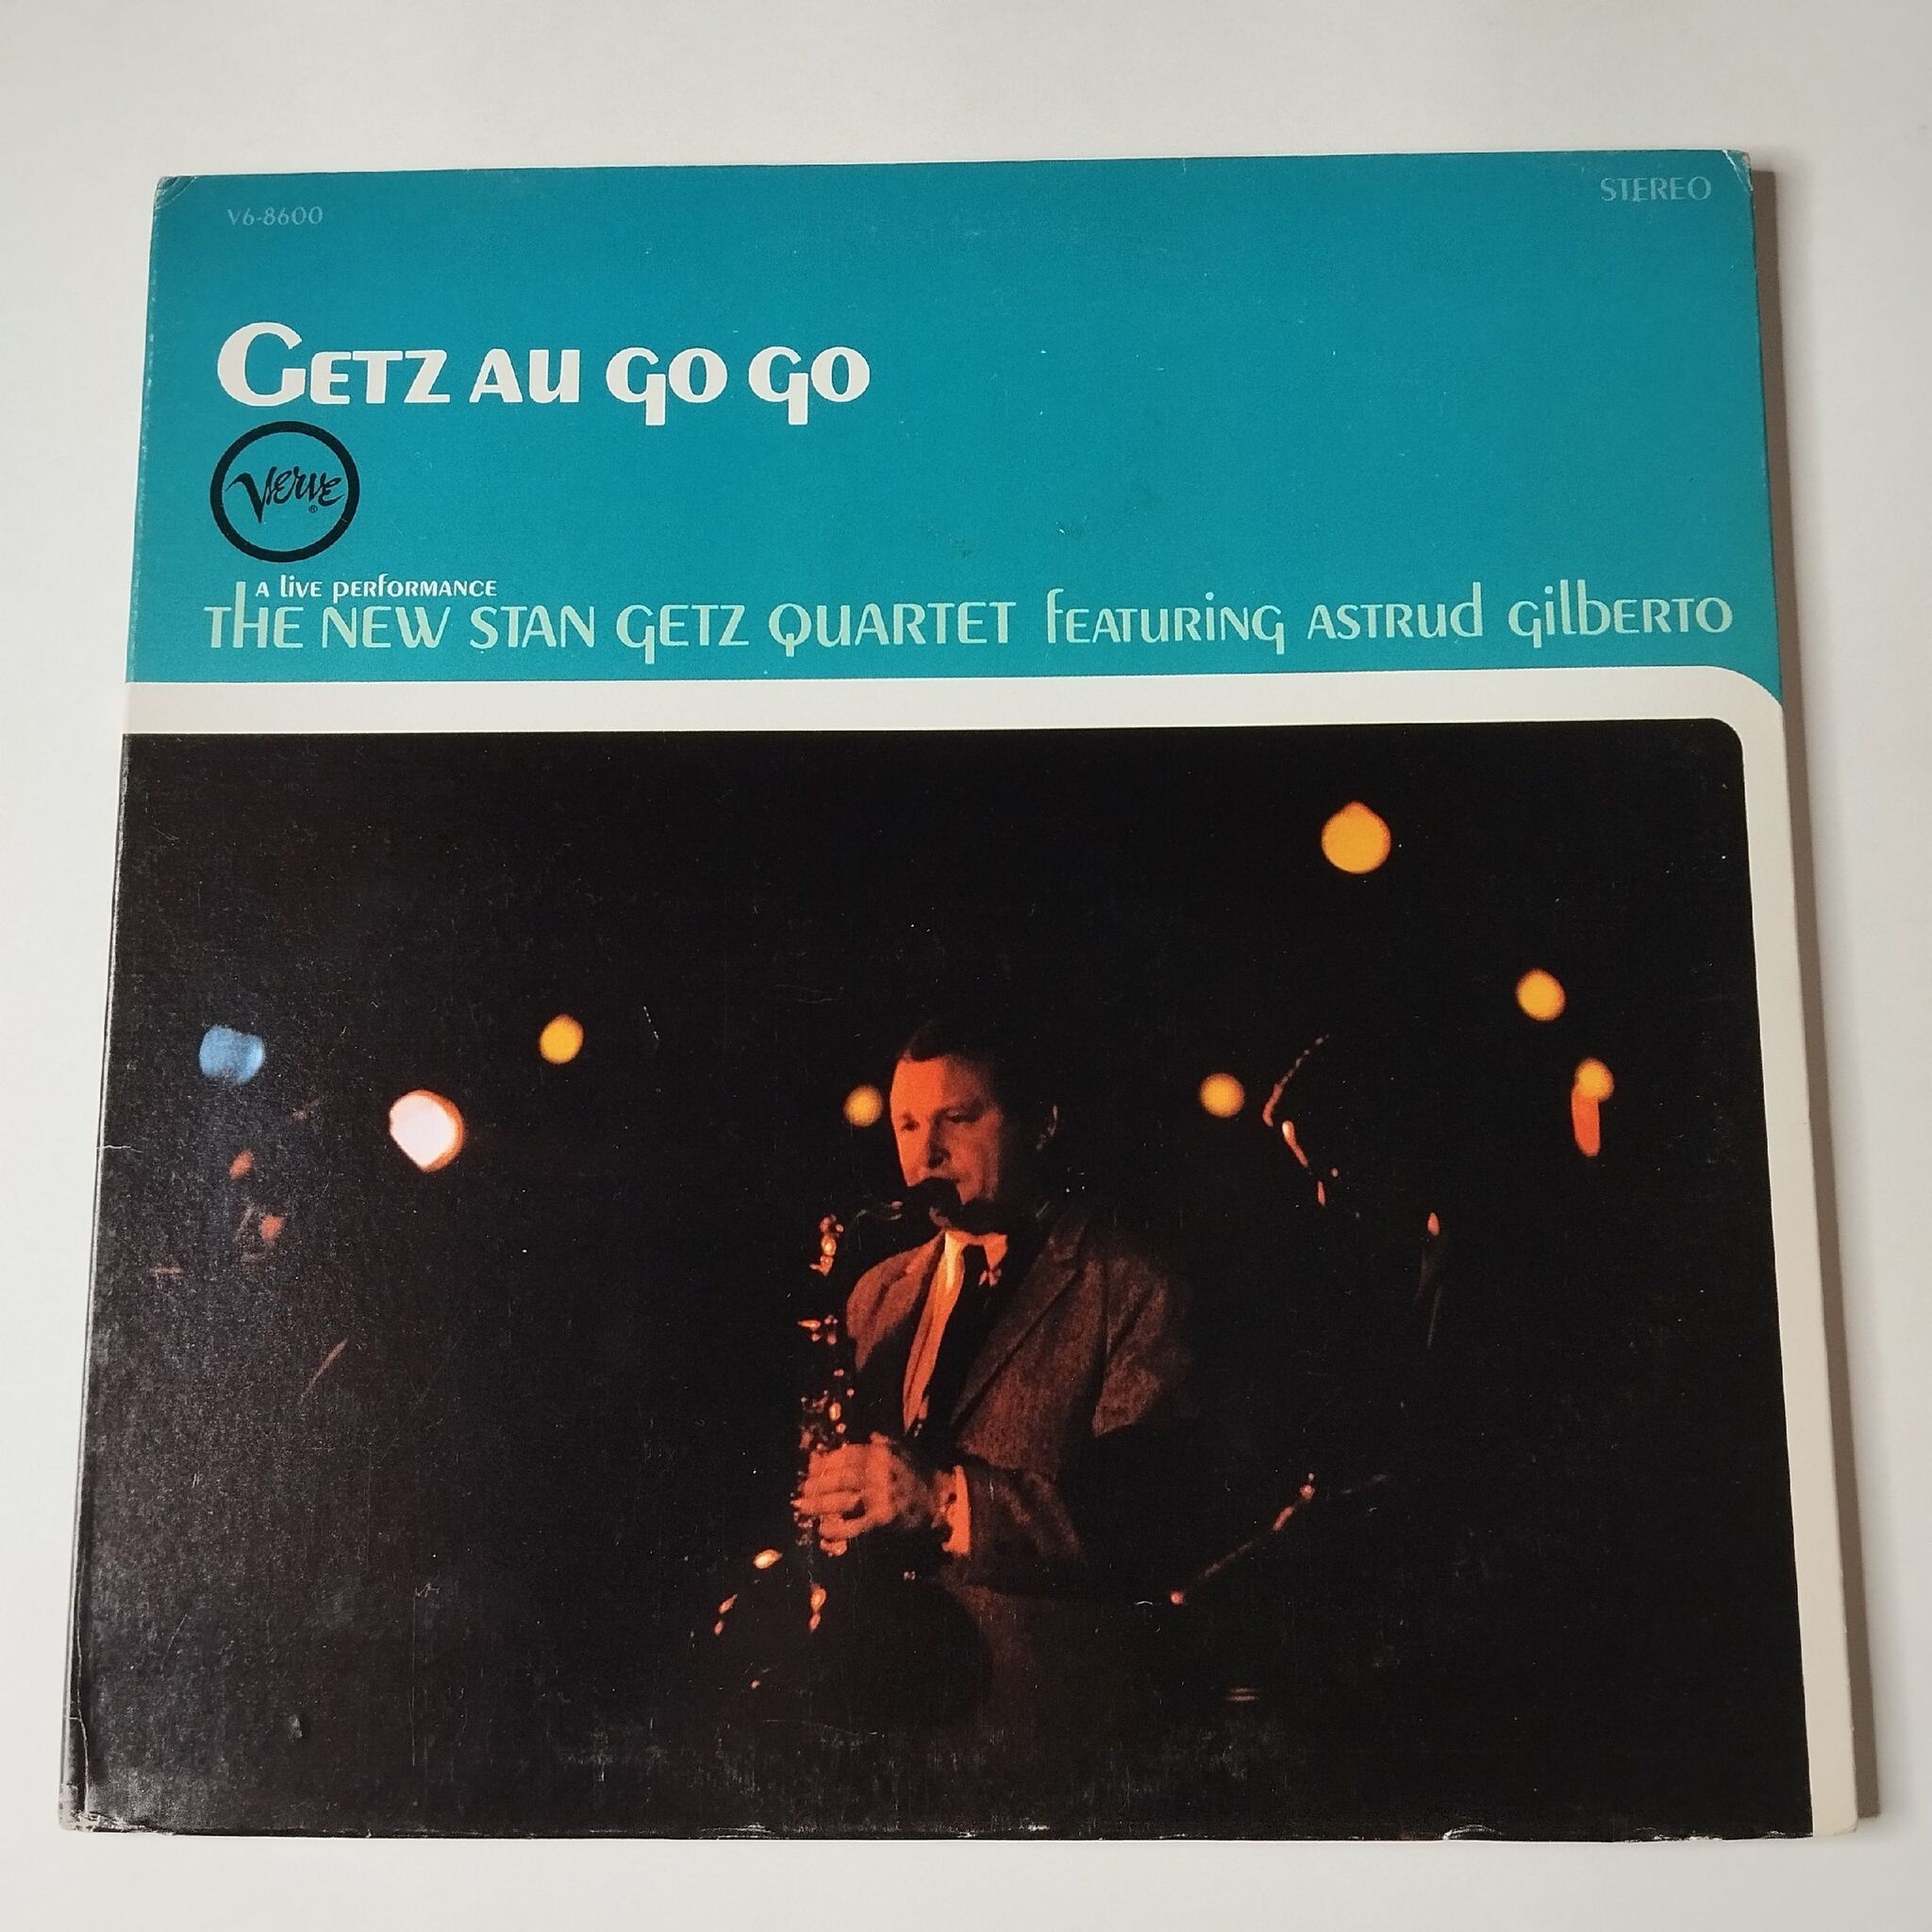 V6-8600
STEREO
GETZ AU GO GO
Verve
®
A live PERfORMANCE
THE NEW STAN GETZ QUARTET fEATURiNG ASTRUd GilbERTO